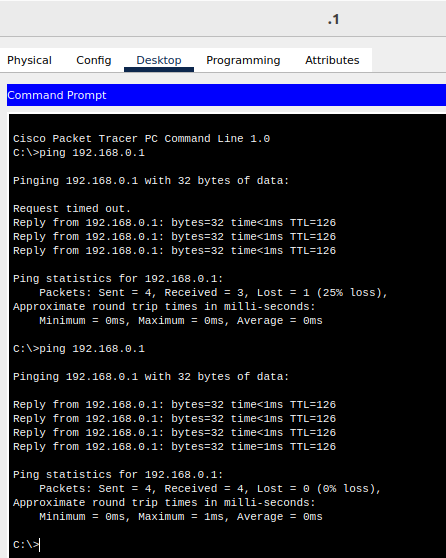 .1
Physical Config Desktop Programming Attributes
Command Prompt
Cisco Packet Tracer PC Command Line 1.0
C:\>ping 192.168.0.1
Pinging 192.168.0.1 with 32 bytes of data:
Request timed out.
Reply from 192.168.0.1: bytes=32 time<1ms TTL=126
Reply from 192.168.0.1: bytes=32 time<1ms TTL=126
Reply from 192.168.0.1: bytes=32 time<1ms TTL=126
Ping statistics for 192.168.0.1:
    Packets: Sent = 4, Received = 3, Lost = 1 (25% loss),
Approximate round trip times in milli-seconds:
    Minimum = 0ms, Maximum = 0ms, Average = 0ms
C:\>ping 192.168.0.1
Pinging 192.168.0.1 with 32 bytes of data:
Reply from 192.168.0.1: bytes=32 time<1ms TTL=126
Reply from 192.168.0.1: bytes=32 time<1ms TTL=126
Reply from 192.168.0.1: bytes=32 time<1ms TTL=126
Reply from 192.168.0.1: bytes=32 time=1ms TTL=126
Ping statistics for 192.168.0.1:
    Packets: Sent = 4, Received = 4, Lost = 0 (0% loss),
Approximate round trip times in milli-seconds:
    Minimum = 0ms, Maximum = 1ms, Average = 0ms
C:\>